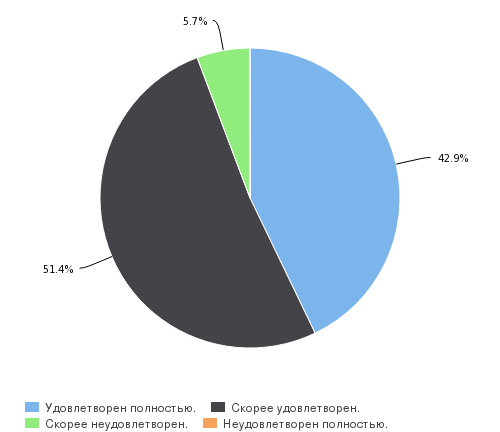 5.7%
42.9%
51.4%
Удовлетворен полностью. Скорее удовлетворен.
Скорее неудовлетворен. Неудовлетворен полностью.